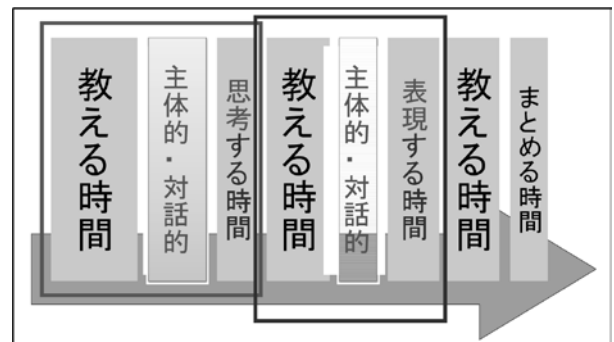 教える時間
主体的・対話的
思考する時間
教える時間
主体的・対話的
表現する時間
教える時間
まとめる時間